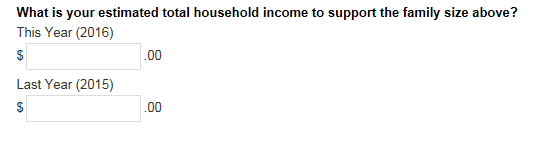 What is your estimated total household income to support the family size above?
This Year (2016)
$ .00
Last Year (2015)
$ .00